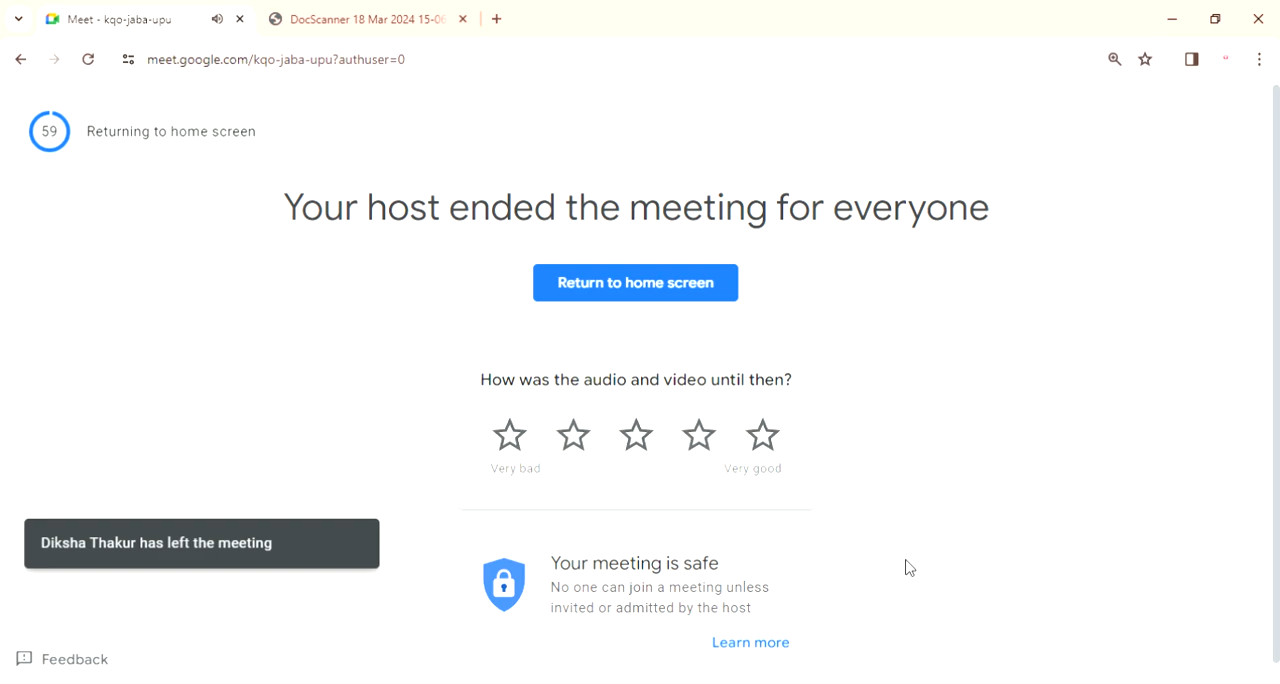 Meet - kqo-jaba-upu
DocScanner 18 Mar 2024 15-06
meet.google.com/kqo-jaba-upu?authuser=0
59 Returning to home screen
Your host ended the meeting for everyone
Return to home screen
How was the audio and video until then?
Very bad Very good
Diksha Thakur has left the meeting
Your meeting is safe
No one can join a meeting unless
invited or admitted by the host
Learn more
Feedback